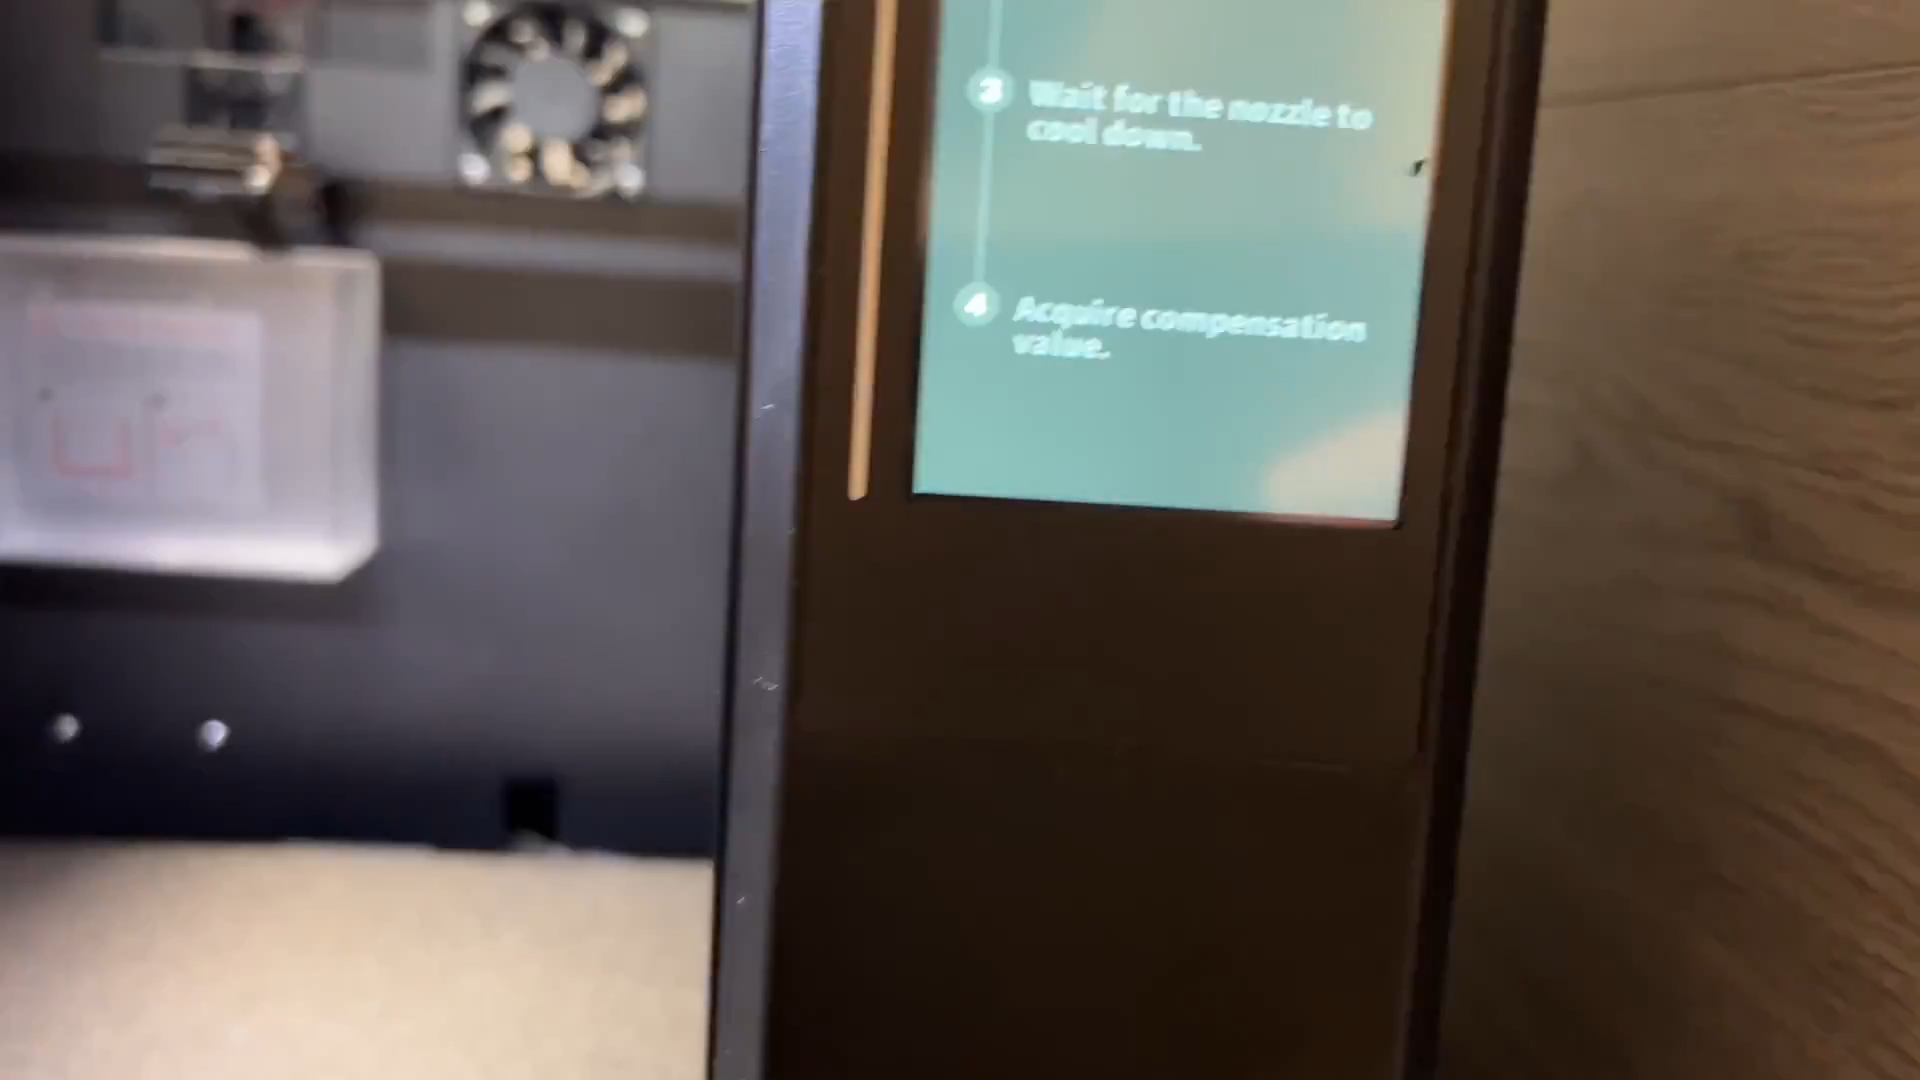 3 Wait for the nozzle to
cool down.
4 Acquire compensation
value.